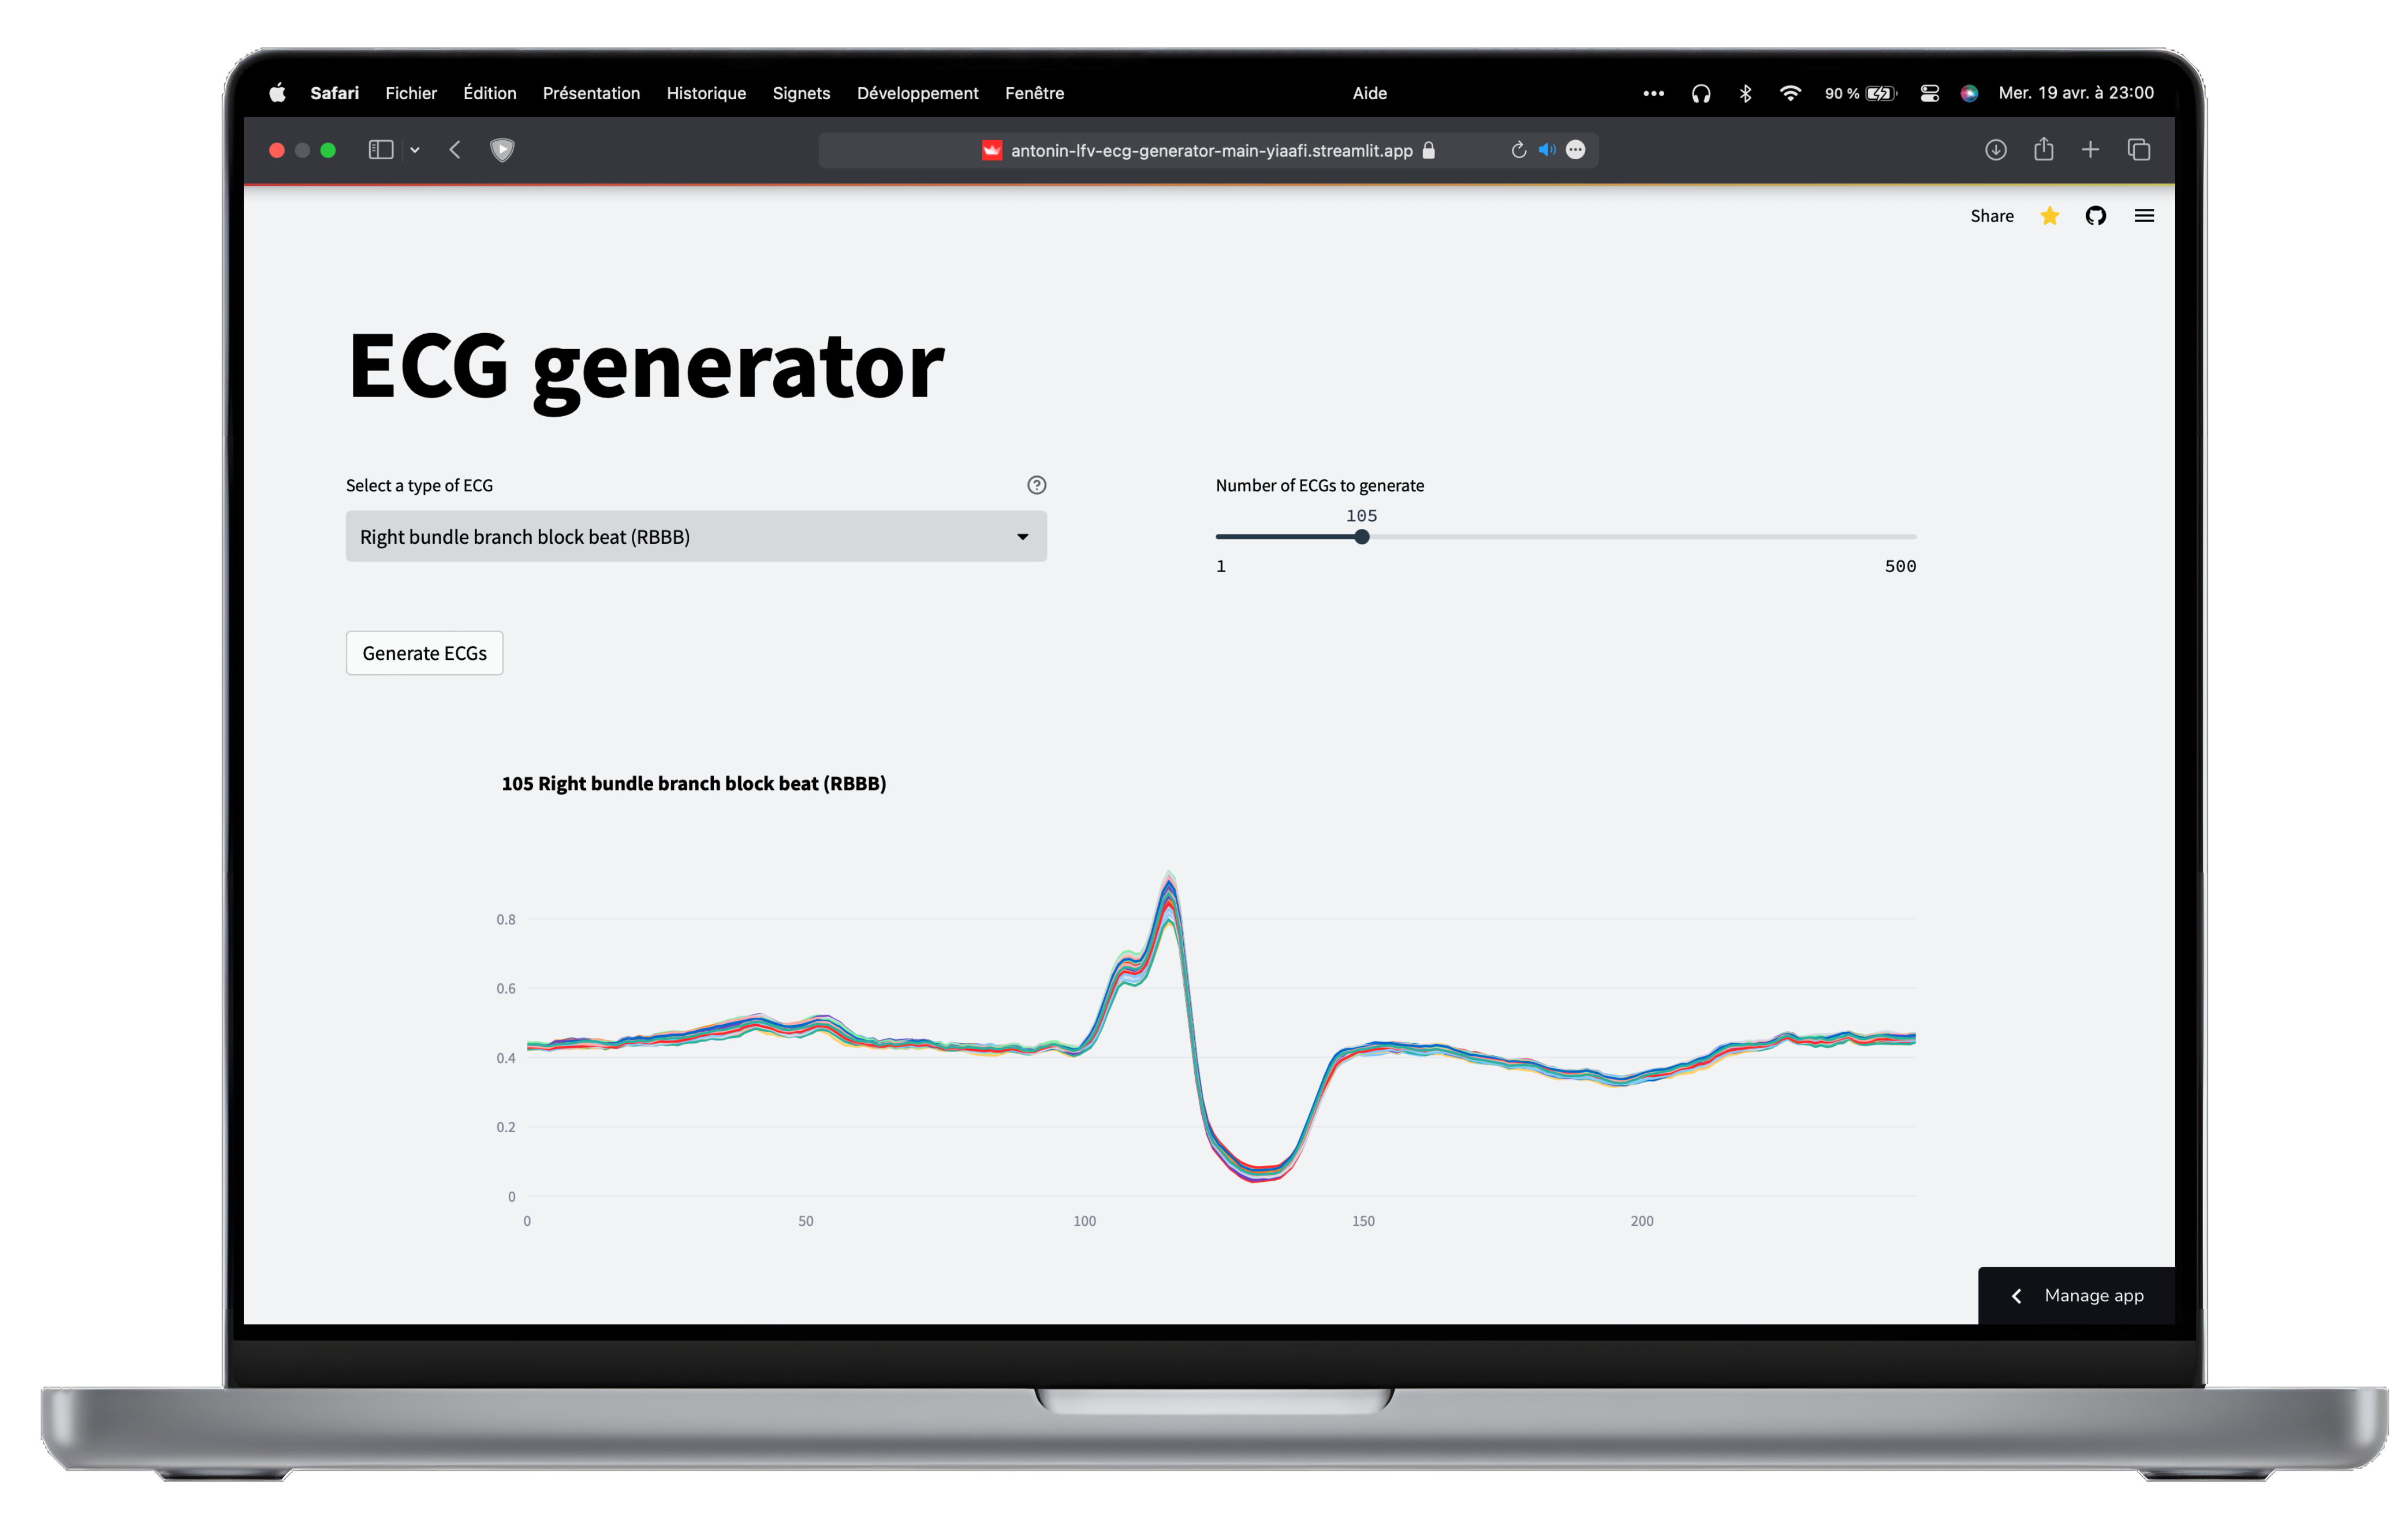 Safari Fichier Édition Présentation Historique Signets Développement Fenêtre Aide 90 % Mer. 19 avr. à 23:00
antonin-lfv-ecg-generator-main-yiaafi.streamlit.app
Share
ECG generator
Select a type of ECG
Right bundle branch block beat (RBBB)
Number of ECGs to generate
105
1 500
Generate ECGs
105 Right bundle branch block beat (RBBB)
0.8
0.6
0.4
0.2
0
0 50 100 150 200
Manage app